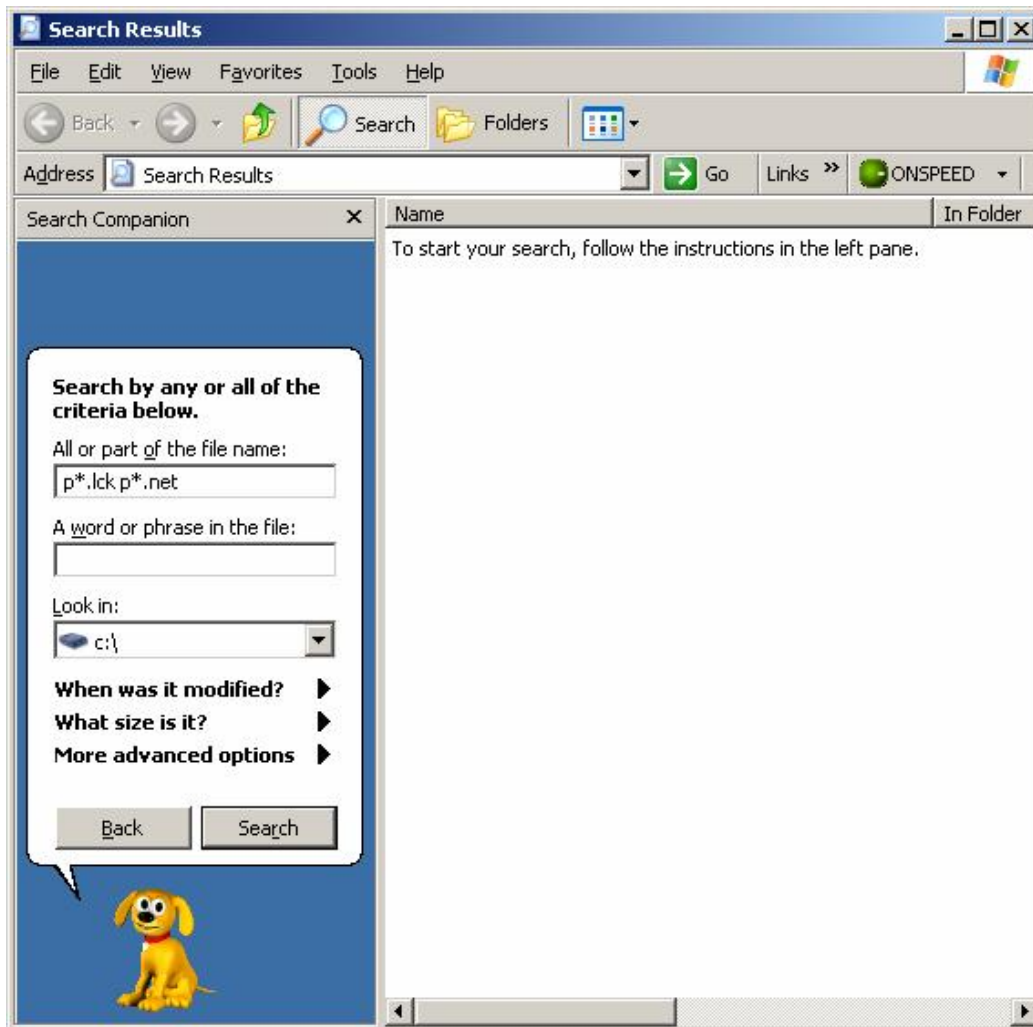 Search Results
File Edit View Favorites Tools Help
Back Search Folders
Address Search Results Go Links » ONSPEED
Search Companion
Name In Folder
To start your search, follow the instructions in the left pane.
Search by any or all of the
criteria below.
All or part of the file name:
p*.lck p*.net
A word or phrase in the file:
Look in:
c:\
When was it modified?
What size is it?
More advanced options
Back Search